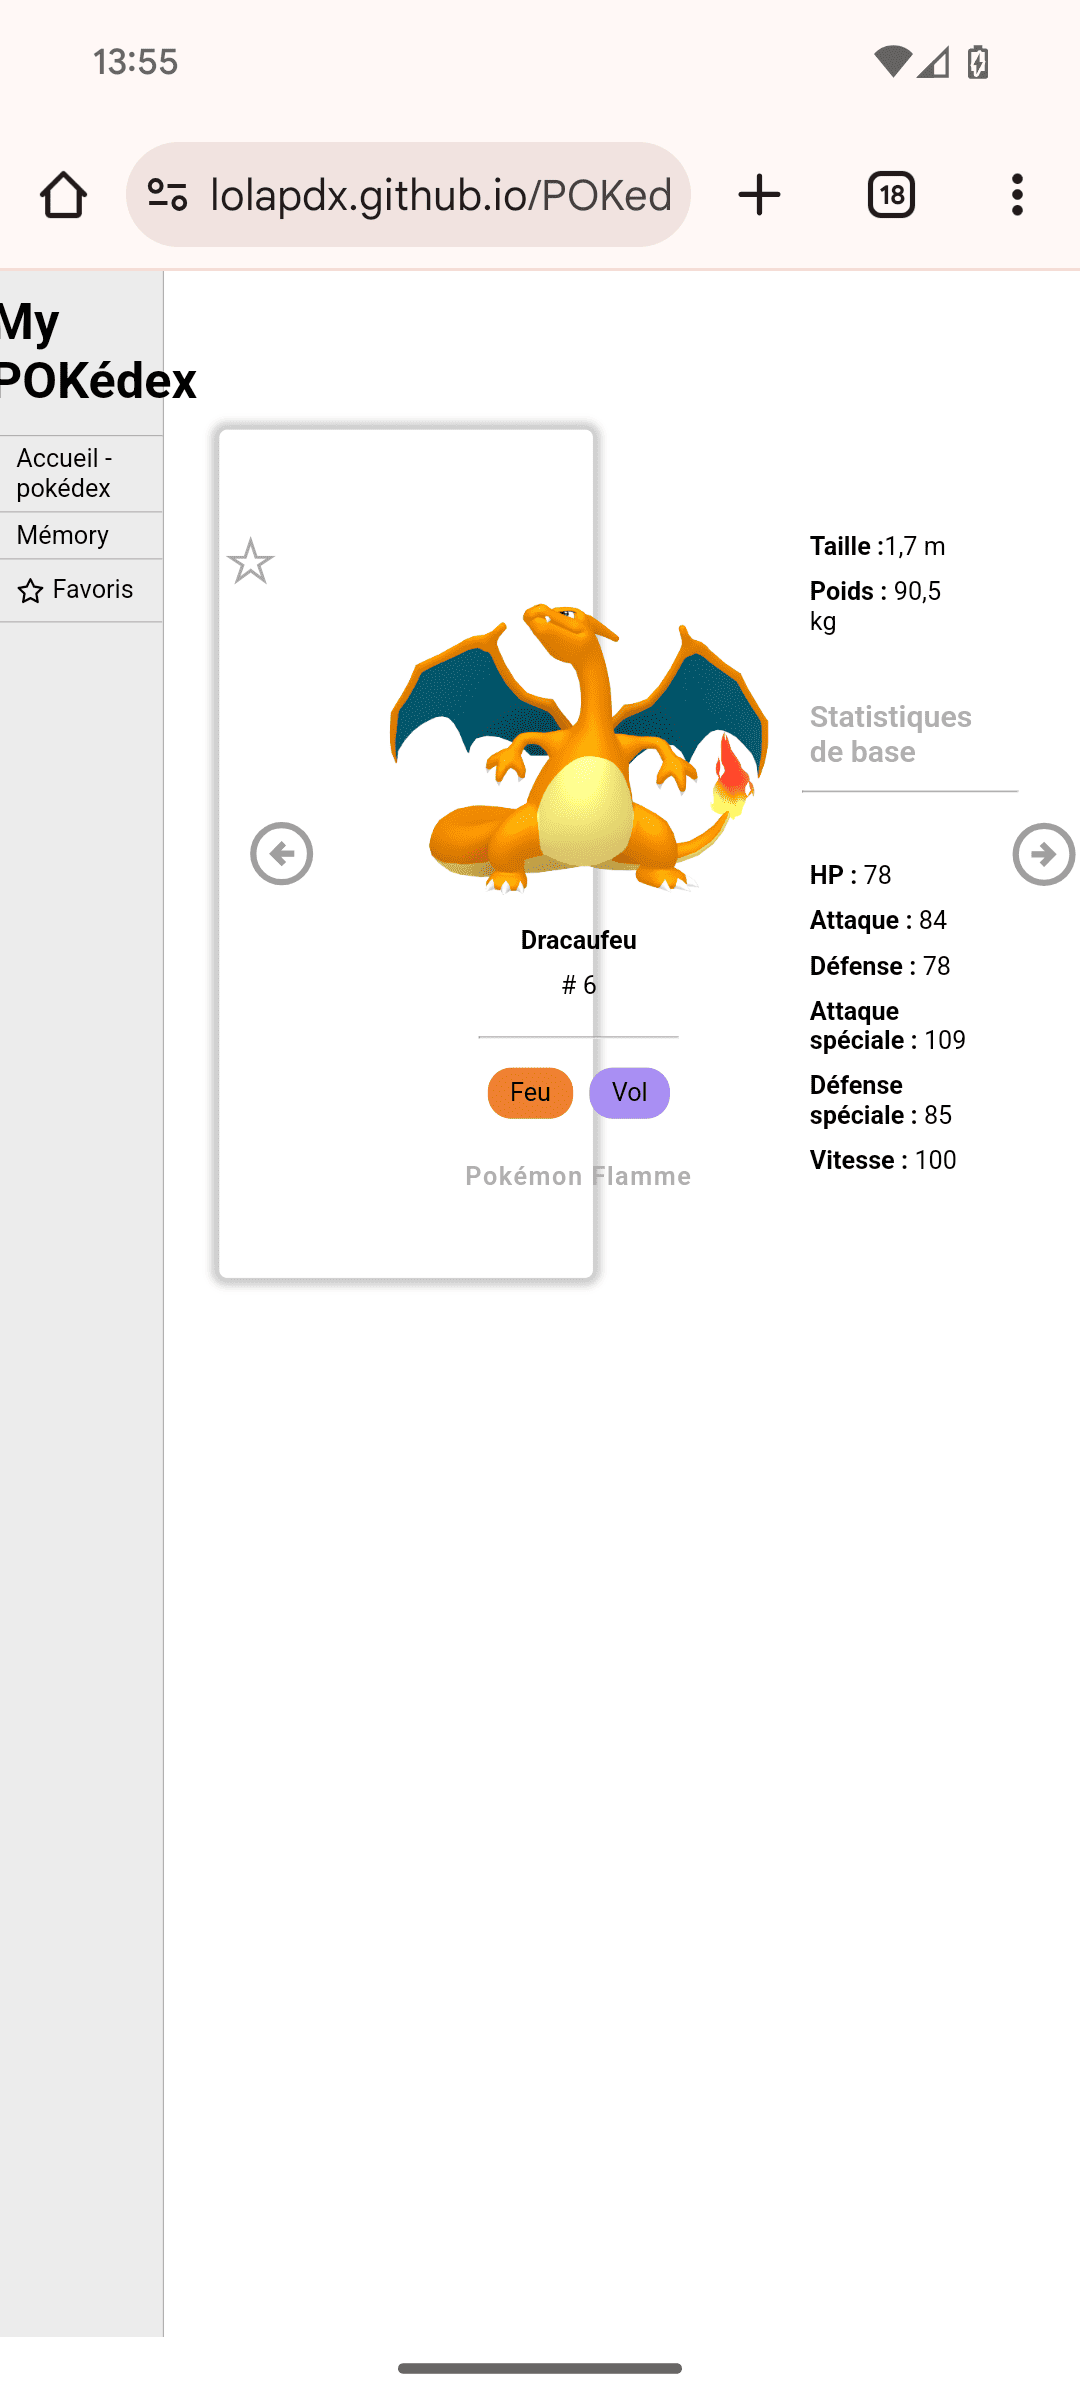 13:55
lolapdx.github.io/POKed
18
My
POKédex
Accueil -
pokédex
Mémory
Favoris
Dracaufeu
# 6
Feu Vol
Pokémon Flamme
Taille :1,7 m
Poids : 90,5
kg
Statistiques
de base
HP : 78
Attaque : 84
Défense : 78
Attaque
spéciale : 109
Défense
spéciale : 85
Vitesse : 100